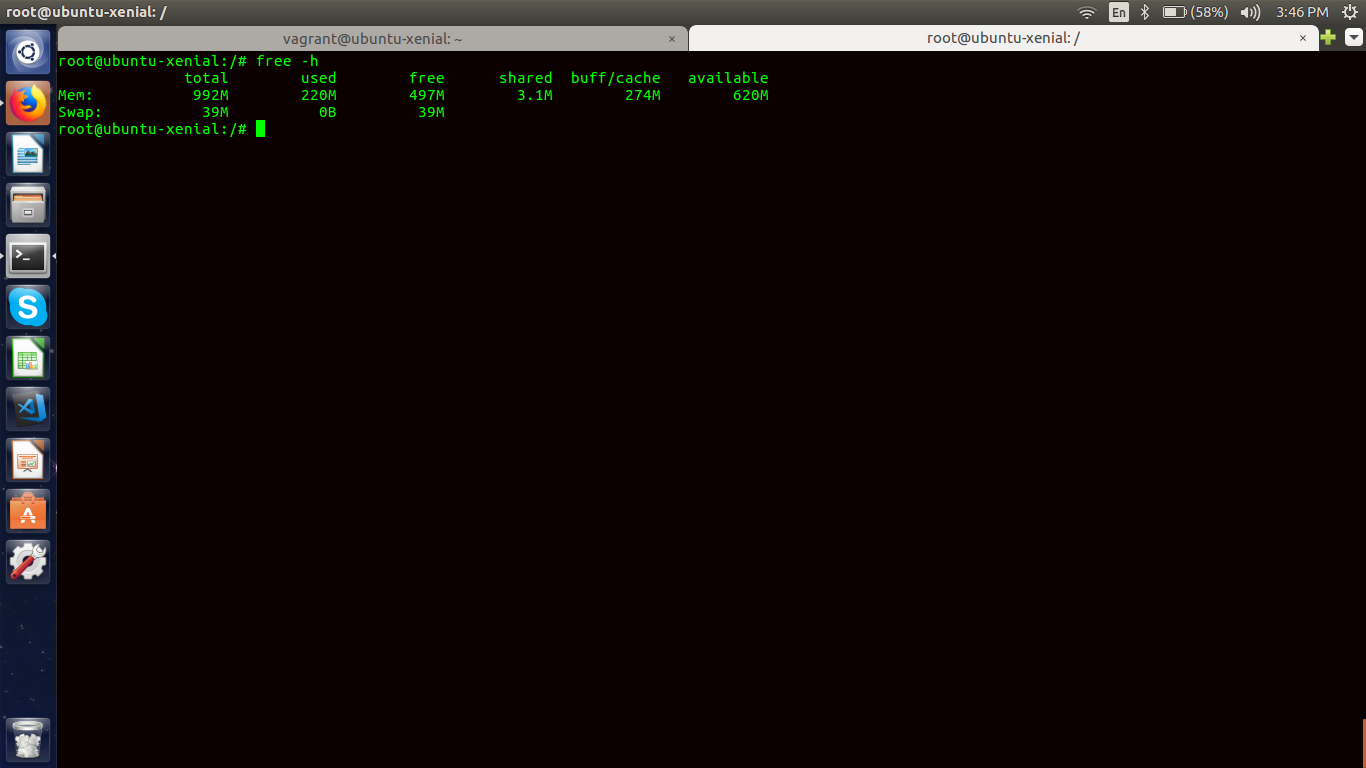 root@ubuntu-xenial: /
En (58%) 3:46 PM
vagrant@ubuntu-xenial: ~ × root@ubuntu-xenial: / ×
root@ubuntu-xenial:/# free -h
total used free shared buff/cache available
Mem: 992M 220M 497M 3.1M 274M 620M
Swap: 39M 0B 39M
root@ubuntu-xenial:/#